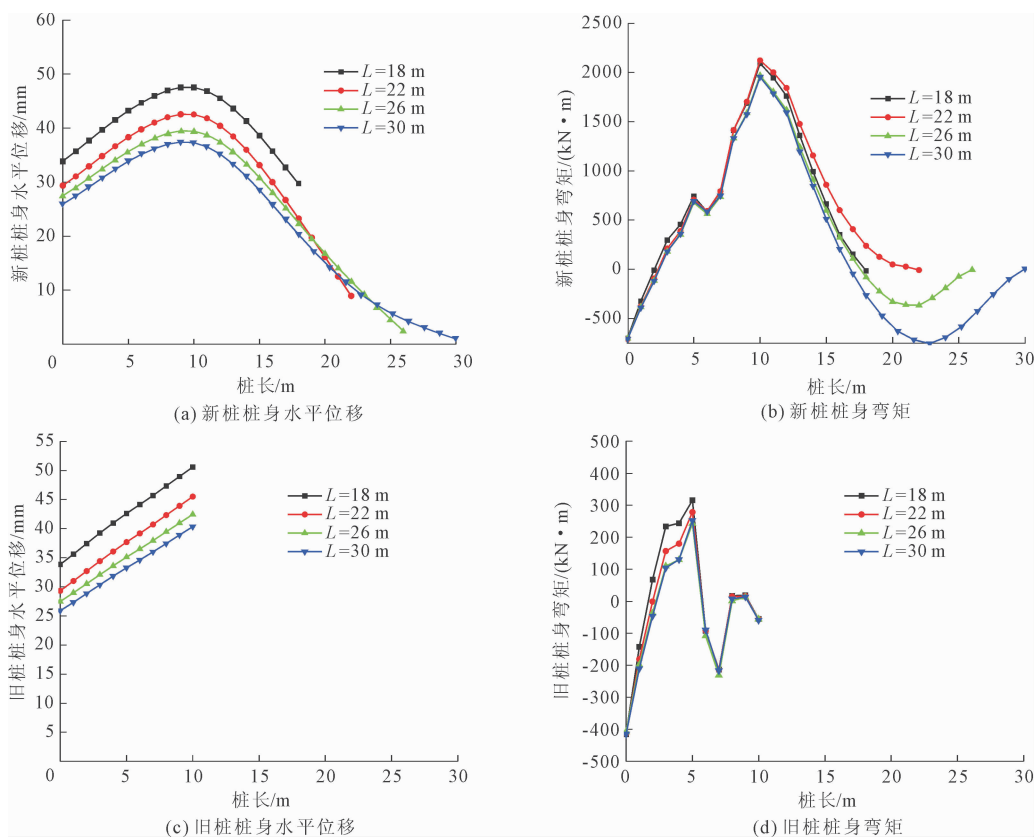 60
50
40
30
20
10
0
5
10
15
20
25
30
新桩桩身水平位移/mm
桩长/m
L=18 m
L=22 m
L=26 m
L=30 m
(a) 新桩桩身水平位移
2500
2000
1500
1000
500
0
-500
0
5
10
15
20
25
30
新桩桩身弯矩/(kN·m)
桩长/m
L=18 m
L=22 m
L=26 m
L=30 m
(b) 新桩桩身弯矩
55
50
45
40
35
30
25
20
15
10
5
0
5
10
15
20
25
30
旧桩桩身水平位移/mm
桩长/m
L=18 m
L=22 m
L=26 m
L=30 m
(c) 旧桩桩身水平位移
500
400
300
200
100
0
-100
-200
-300
-400
-500
0
5
10
15
20
25
30
旧桩桩身弯矩/(kN·m)
桩长/m
L=18 m
L=22 m
L=26 m
L=30 m
(d) 旧桩桩身弯矩